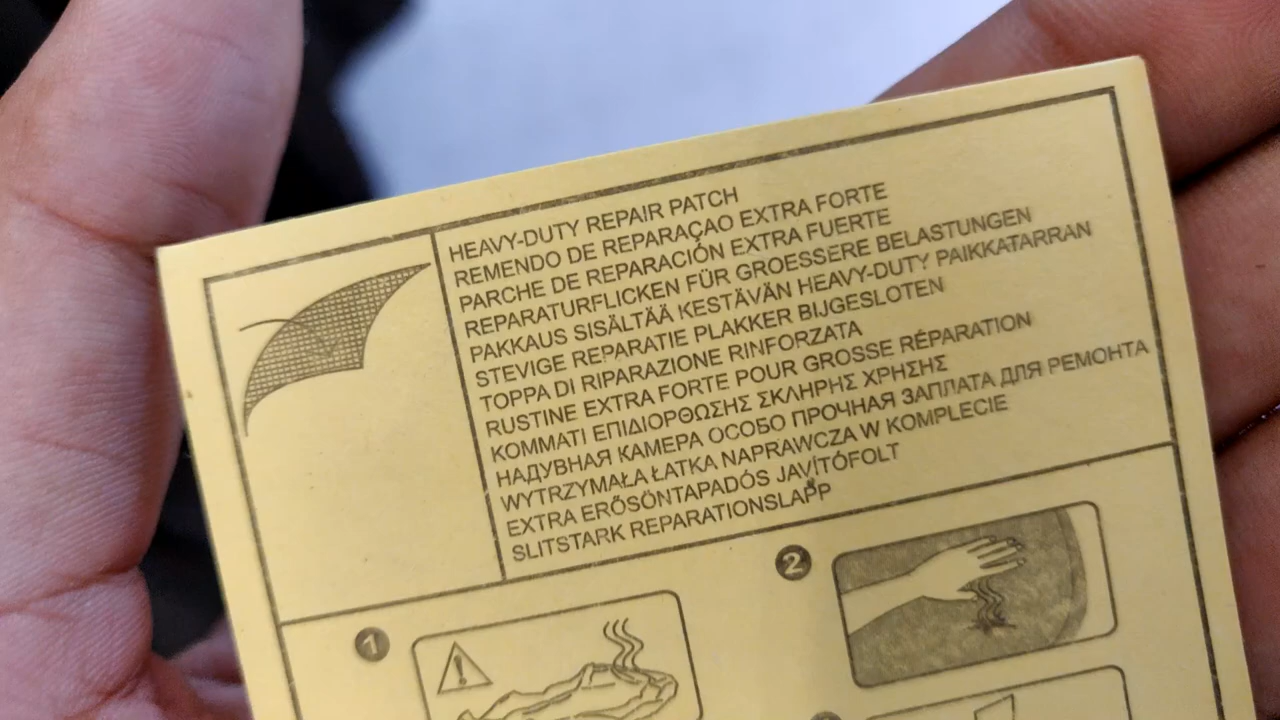 HEAVY-DUTY REPAIR PATCH
REMENDO DE REPARAÇAO EXTRA FORTE
PARCHE DE REPARACIÓN EXTRA FUERTE
REPARATURFLICKEN FÜR GROESSERE BELASTUNGEN
PAKKAUS SISÄLTÄÄ KESTÄVÄN HEAVY-DUTY PAIKKATARRAN
STEVIGE REPARATIE PLAKKER BIJGESLOTEN
TOPPA DI RIPARAZIONE RINFORZATA
RUSTINE EXTRA FORTE POUR GROSSE RÉPARATION
ΚΟΜΜΑΤΙ ΕΠΙΔΙΟΡΘΩΣΗΣ ΣΚΛΗΡΗΣ ΧΡΗΣΗΣ
НАДУВНАЯ КАМЕРА ОСОБО ПРОЧНАЯ ЗАПЛАТА ДЛЯ РЕМОНТА
WYTRZYMAŁA ŁATKA NAPRAWCZA W KOMPLECIE
EXTRA ERŐSÖNTAPADÓS JAVÍTÓFOLT
SLITSTARK REPARATIONSLAPP
1
2